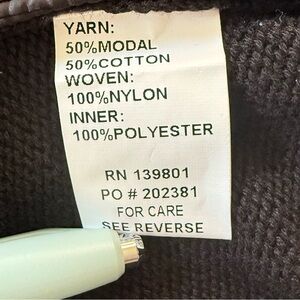 YARN:
50%MODAL
50%COTTON
WOVEN:
100%NYLON
INNER:
100%POLYESTER
RN 139801
PO # 202381
FOR CARE
SEE REVERSE